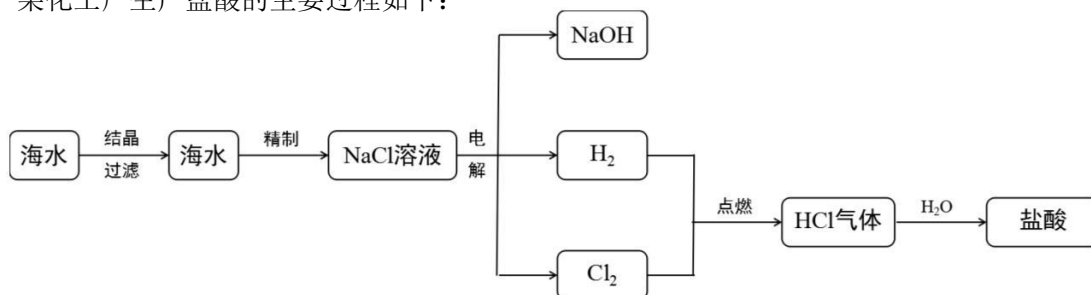 某化工厂生产盐酸的主要过程如下：
NaOH
海水
结晶
过滤
海水
精制
NaCl溶液
电
解
H₂
点燃
HCl气体
H₂O
盐酸
Cl₂